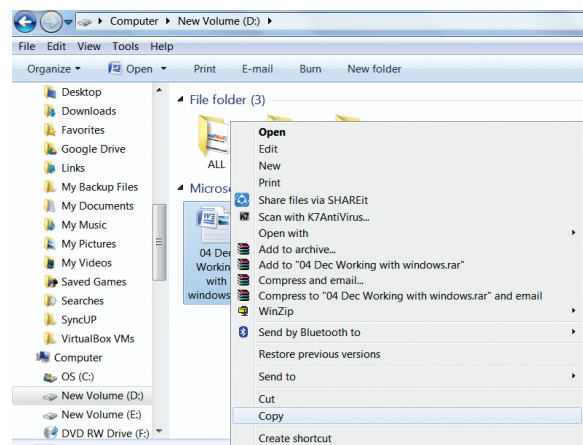 Computer ▸ New Volume (D:) ▸
File Edit View Tools Help
Organize Open Print E-mail Burn New folder
Desktop
Downloads
Favorites
Google Drive
Links
My Backup Files
My Documents
My Music
My Pictures
My Videos
Saved Games
Searches
SyncUP
VirtualBox VMs
Computer
OS (C:)
New Volume (D:)
New Volume (E:)
DVD RW Drive (F:)
File folder (3)
ALL
Micros
04 Dec
Workin
with
windows
Open
Edit
New
Print
Share files via SHAREit
K7 Scan with K7AntiVirus...
Open with
Add to archive...
Add to "04 Dec Working with windows.rar"
Compress and email...
Compress to "04 Dec Working with windows.rar" and email
WinZip
Send by Bluetooth to
Restore previous versions
Send to
Cut
Copy
Create shortcut